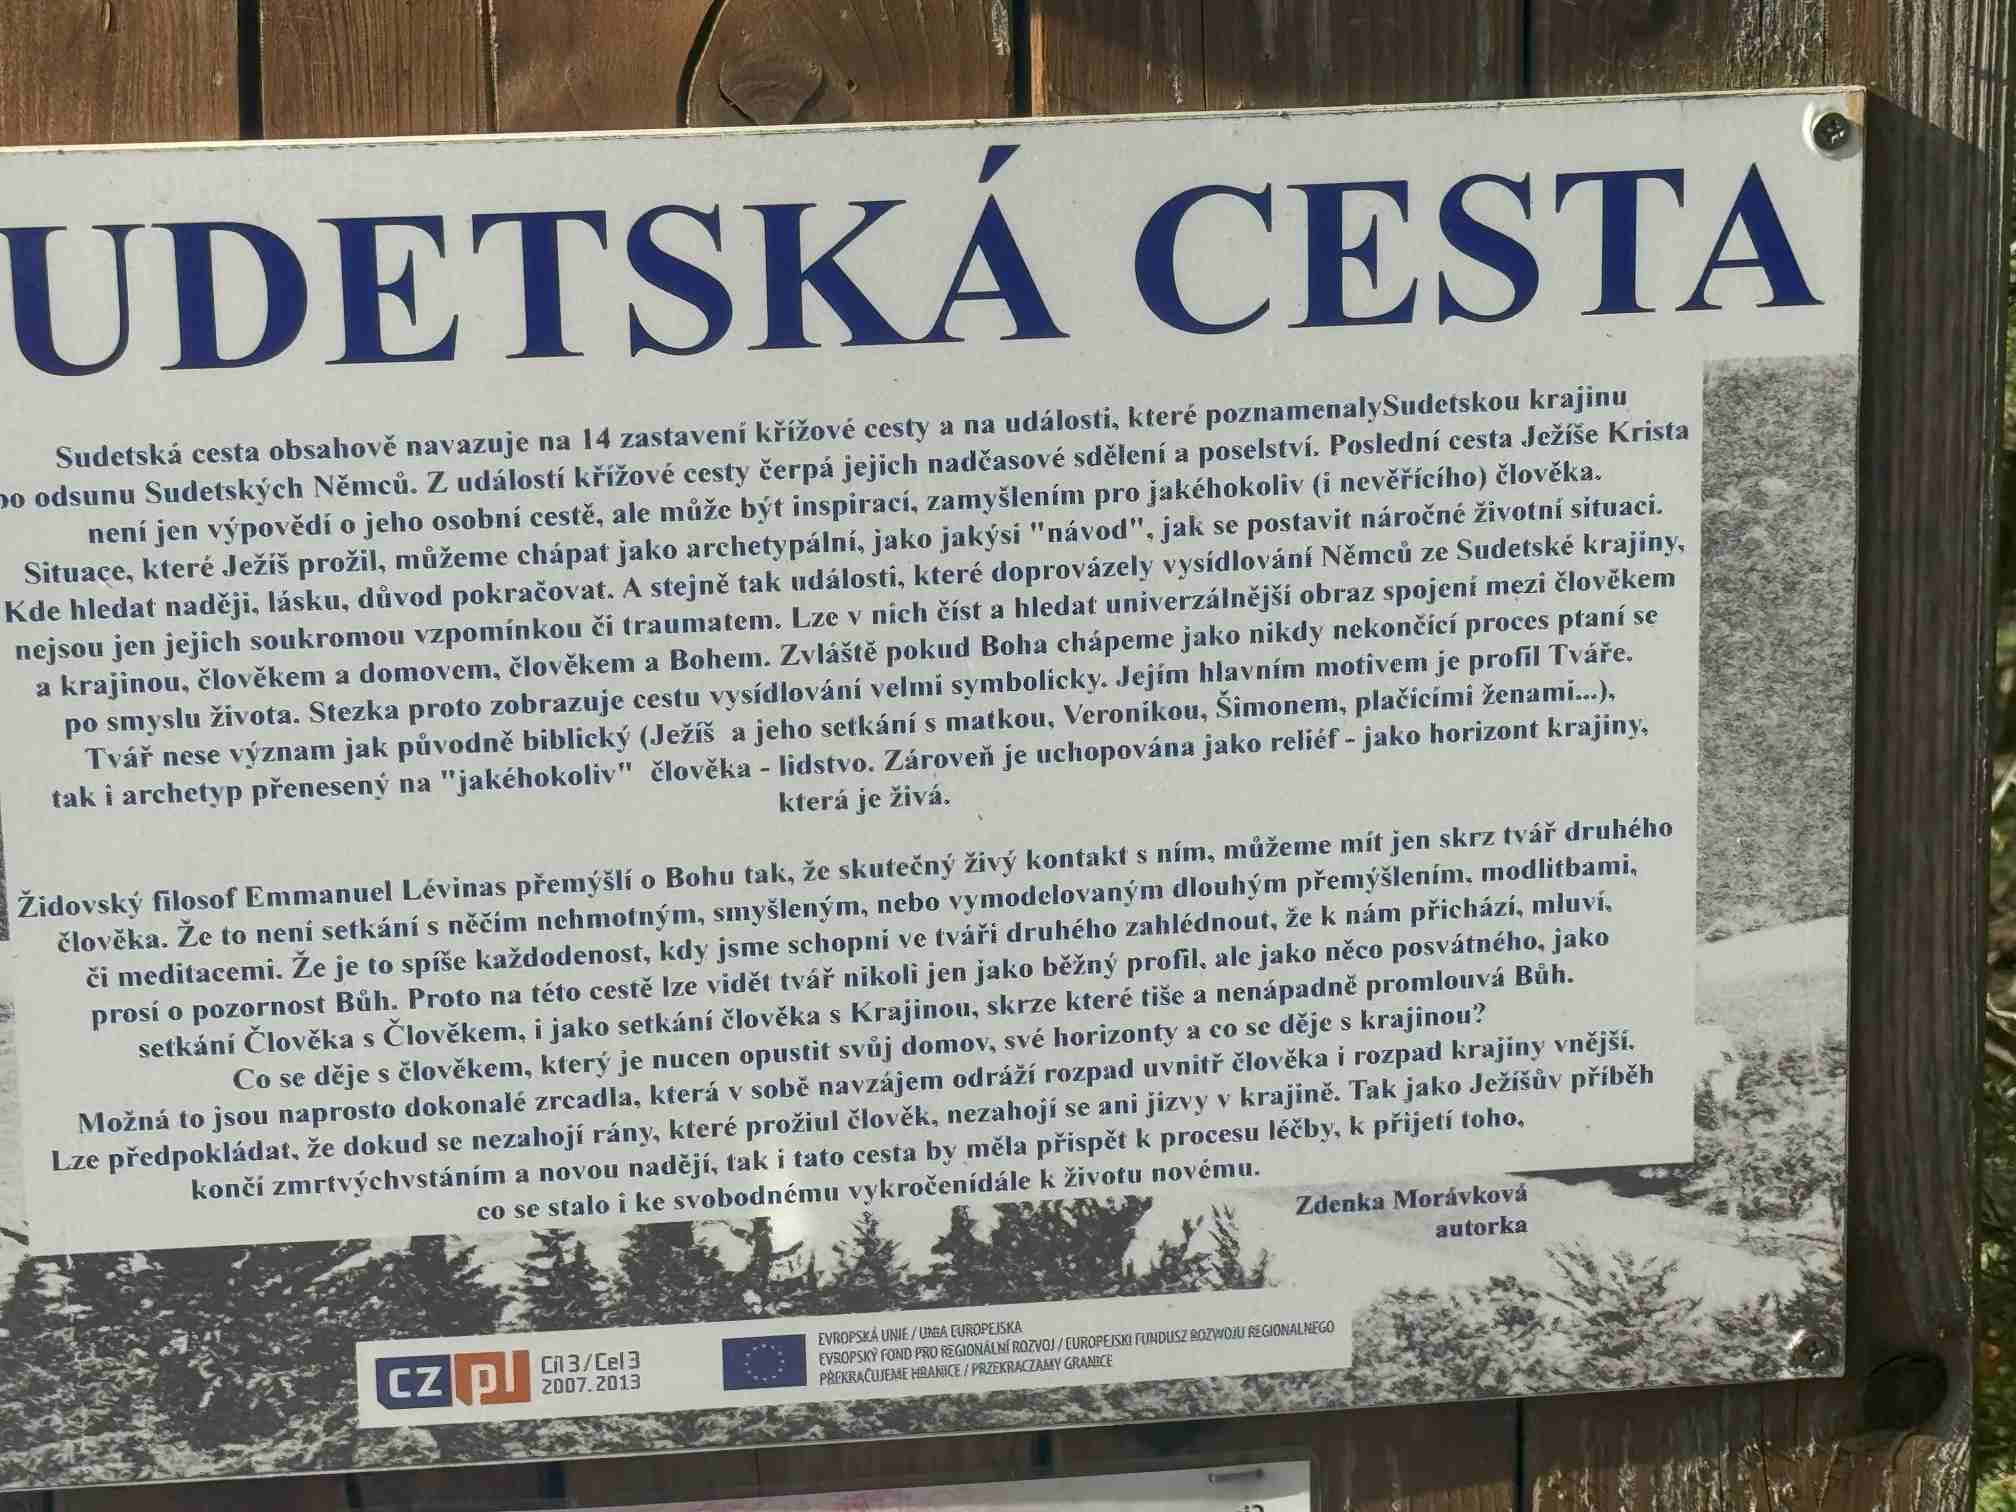 UDETSKÁ CESTA
Sudetská cesta obsahově navazuje na 14 zastavení křížové cesty a na události, které poznamenalySudetskou krajinu
po odsunu Sudetských Němců. Z událostí křížové cesty čerpá jejich nadčasové sdělení a poselství. Poslední cesta Ježíše Krista
není jen výpovědí o jeho osobní cestě, ale může být inspirací, zamyšlením pro jakéhokoliv (i nevěřícího) člověka.
Situace, které Ježíš prožil, můžeme chápat jako archetypální, jako jakýsi "návod", jak se postavit náročné životní situaci.
Kde hledat naději, lásku, důvod pokračovat. A stejně tak události, které doprovázely vysídlování Němců ze Sudetské krajiny,
nejsou jen jejich soukromou vzpomínkou či traumatem. Lze v nich číst a hledat univerzálnější obraz spojení mezi člověkem
a krajinou, člověkem a domovem, člověkem a Bohem. Zvláště pokud Boha chápeme jako nikdy nekončící proces ptaní se
po smyslu života. Stezka proto zobrazuje cestu vysídlování velmi symbolicky. Jejím hlavním motivem je profil Tváře.
Tvář nese význam jak původně biblický (Ježíš a jeho setkání s matkou, Veronikou, Šimonem, plačícími ženami...),
tak i archetyp přenesený na "jakéhokoliv" člověka - lidstvo. Zároveň je uchopována jako reliéf - jako horizont krajiny,
která je živá.
Židovský filosof Emmanuel Lévinas přemýšlí o Bohu tak, že skutečný živý kontakt s ním, můžeme mít jen skrz tvář druhého
člověka. Že to není setkání s něčím nehmotným, smyšleným, nebo vymodelovaným dlouhým přemýšlením, modlitbami,
či meditacemi. Že je to spíše každodenost, kdy jsme schopni ve tváři druhého zahlédnout, že k nám přichází, mluví,
prosí o pozornost Bůh. Proto na této cestě lze vidět tvář nikoli jen jako běžný profil, ale jako něco posvátného, jako
setkání Člověka s Člověkem, i jako setkání člověka s Krajinou, skrze které tiše a nenápadně promlouvá Bůh.
Co se děje s člověkem, který je nucen opustit svůj domov, své horizonty a co se děje s krajinou?
Možná to jsou naprosto dokonalé zrcadla, která v sobě navzájem odráží rozpad uvnitř člověka i rozpad krajiny vnější.
Lze předpokládat, že dokud se nezahojí rány, které prožiul člověk, nezahojí se ani jizvy v krajině. Tak jako Ježíšův příběh
končí zmrtvýchvstáním a novou nadějí, tak i tato cesta by měla přispět k procesu léčby, k přijetí toho,
co se stalo i ke svobodnému vykročenídále k životu novému.
Zdenka Morávková
autorka
cz pl
Cíl 3 / Cel 3
2007.2013
EVROPSKÁ UNIE / UNIA EUROPEJSKA
EVROPSKÝ FOND PRO REGIONÁLNÍ ROZVOJ / EUROPEJSKI FUNDUSZ ROZWOJU REGIONALNEGO
PŘEKRAČUJEME HRANICE / PRZEKRACZAMY GRANICE